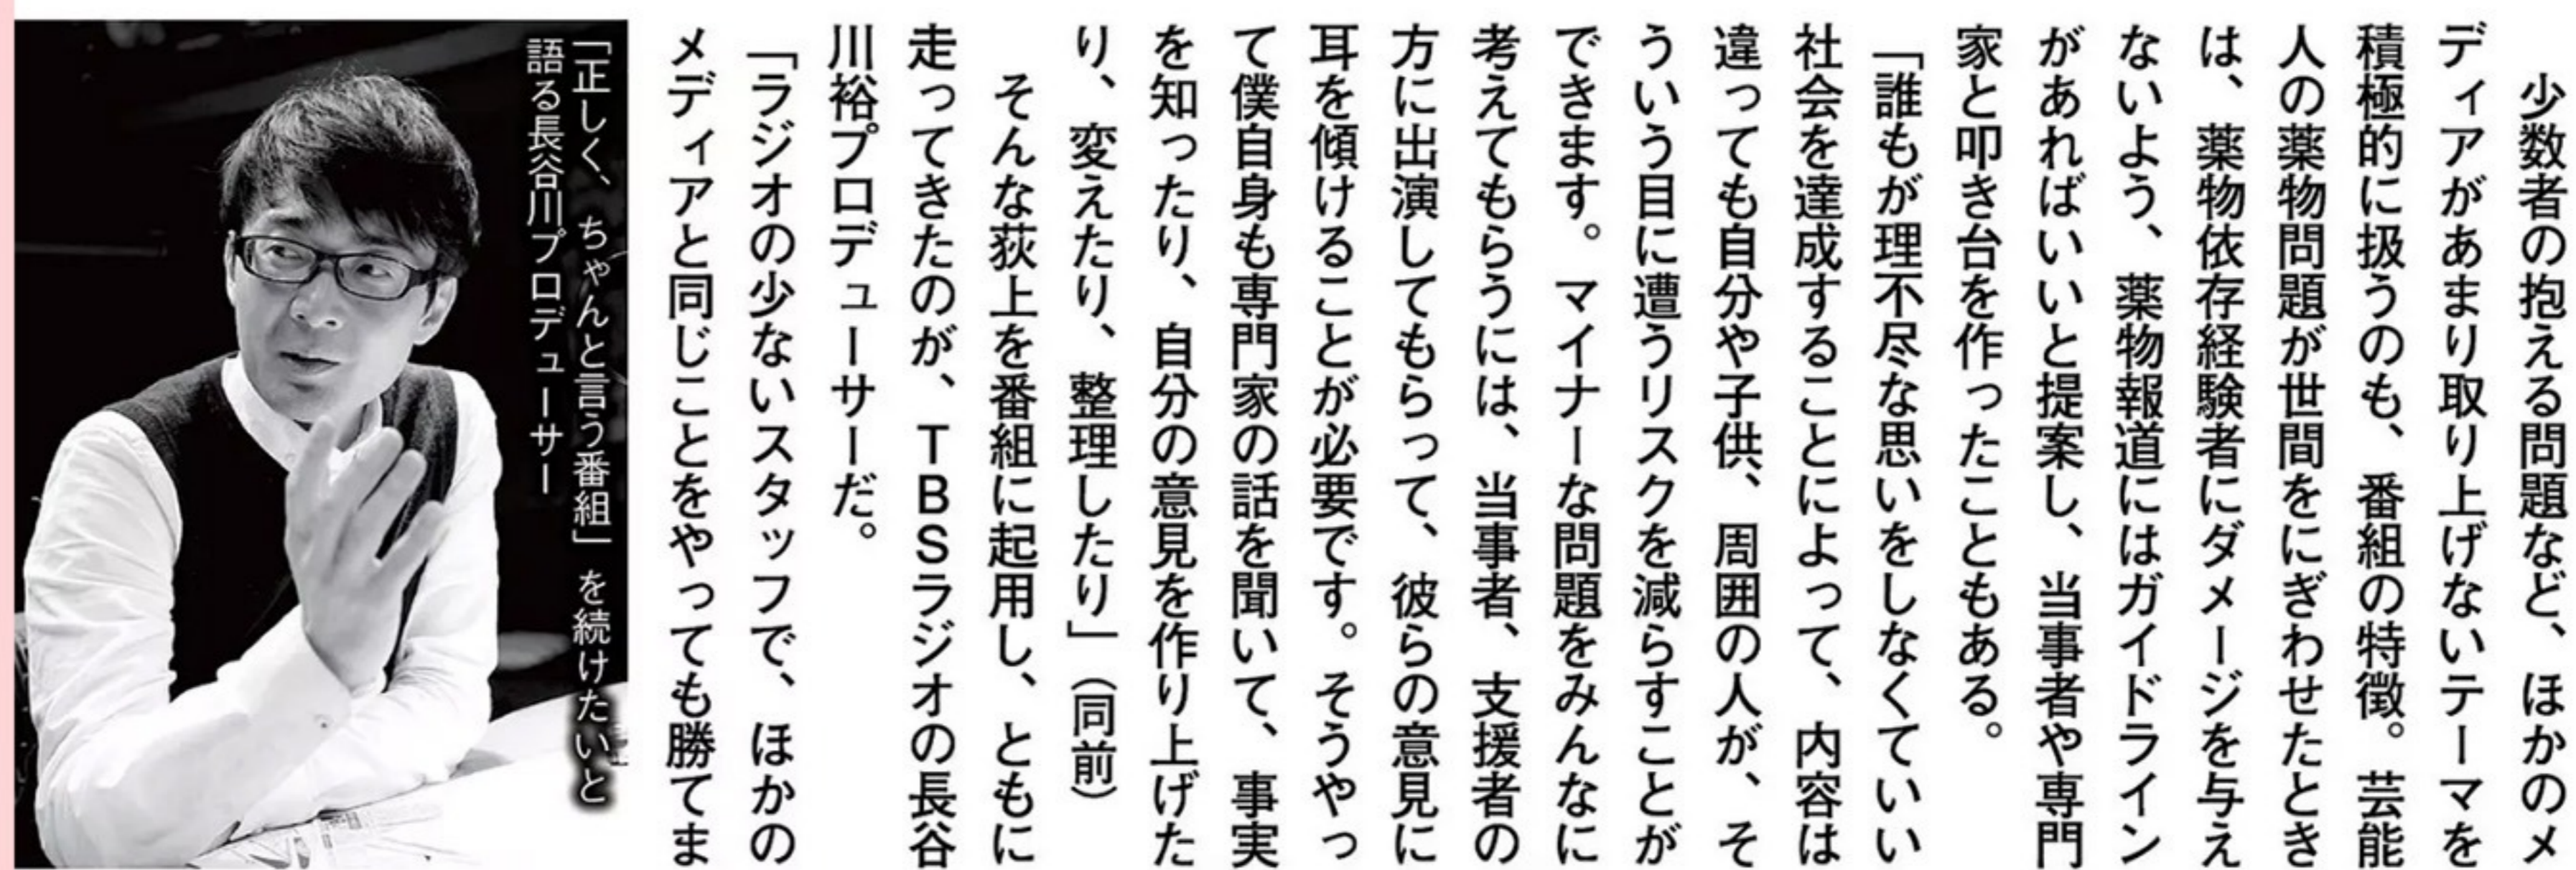 少数者の抱える問題など、ほかのメ
ディアがあまり取り上げないテーマを
積極的に扱うのも、番組の特徴。芸能
人の薬物問題が世間をにぎわせたとき
は、薬物依存経験者にダメージを与え
ないよう、薬物報道にはガイドライン
があればいいと提案し、当事者や専門
家と叩き台を作ったこともある。
「誰もが理不尽な思いをしなくていい
社会を達成することによって、内容は
違っても自分や子供、周囲の人が、そ
ういう目に遭うリスクを減らすことが
できます。マイナーな問題をみんなに
考えてもらうには、当事者、支援者の
方に出演してもらって、彼らの意見に
耳を傾けることが必要です。そうやっ
て僕自身も専門家の話を聞いて、事実
を知ったり、自分の意見を作り上げた
り、変えたり、整理したり」（同前）
そんな荻上を番組に起用し、ともに
走ってきたのが、TBSラジオの長谷
川裕プロデューサーだ。
「ラジオの少ないスタッフで、ほかの
メディアと同じことをやっても勝てま
「正しく、ちゃんと言う番組」を続けたいと
語る長谷川プロデューサー